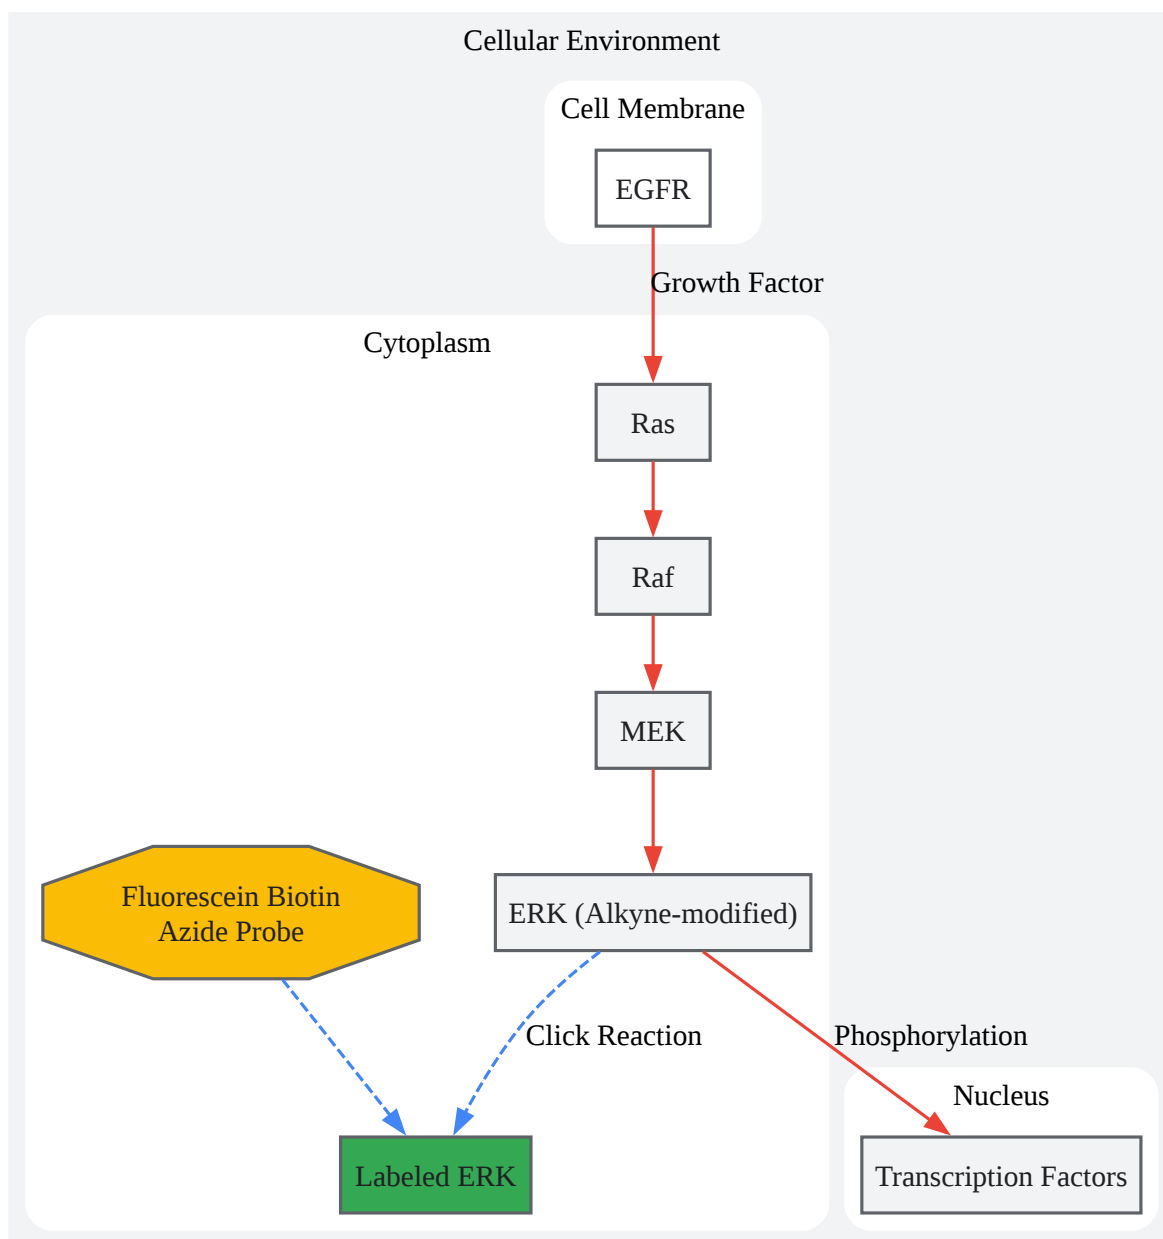 Cellular Environment
Cell Membrane
EGFR
Growth Factor
Cytoplasm
Ras
Raf
MEK
Fluorescein Biotin
Azide Probe
ERK (Alkyne-modified)
Click Reaction
Phosphorylation
Nucleus
Labeled ERK
Transcription Factors